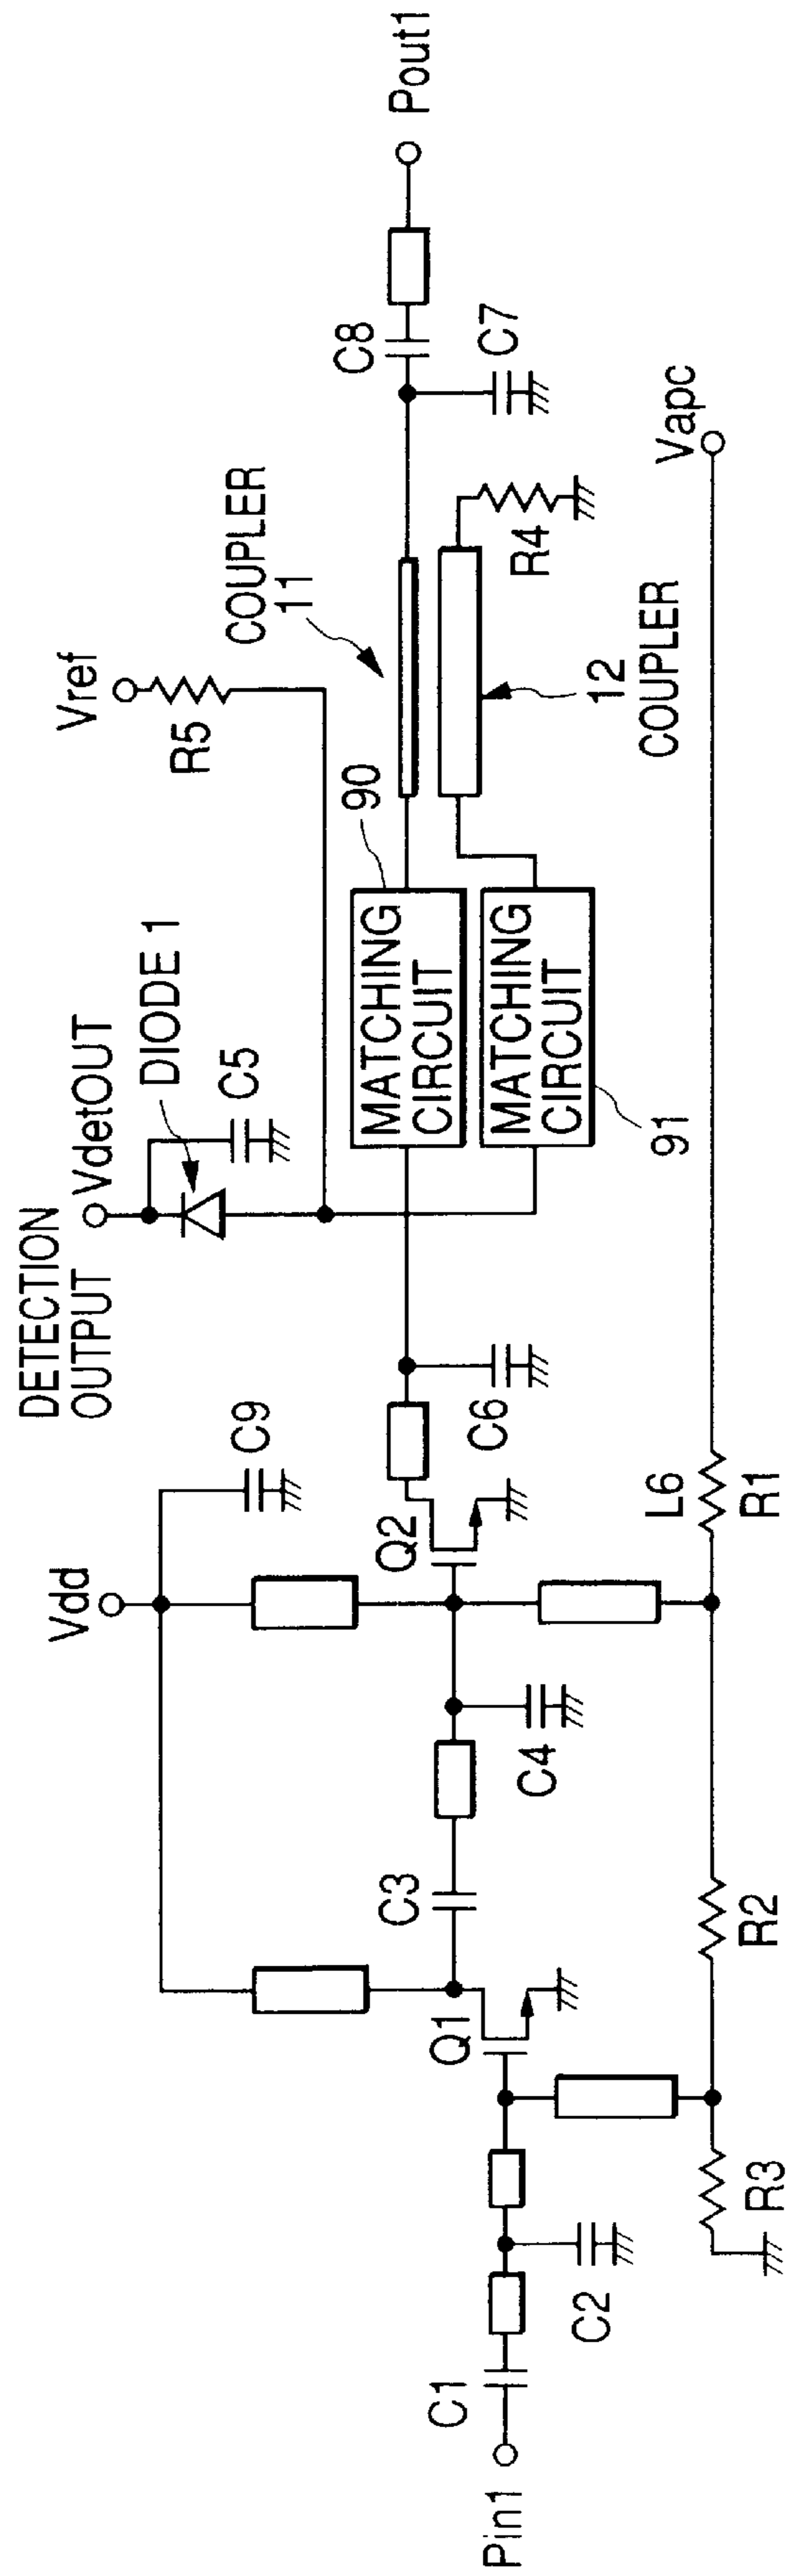 DETECTION
OUTPUT
VdetOUT
DIODE 1
C5
Vref
R5
COUPLER
11
Vdd
C9
90
MATCHING
CIRCUIT
MATCHING
CIRCUIT
91
12
COUPLER
R4
C8
C7
Pout1
Q1
C3
C4
Q2
C6
Pin1
C1
C2
R3
R2
L6
R1
Vapc